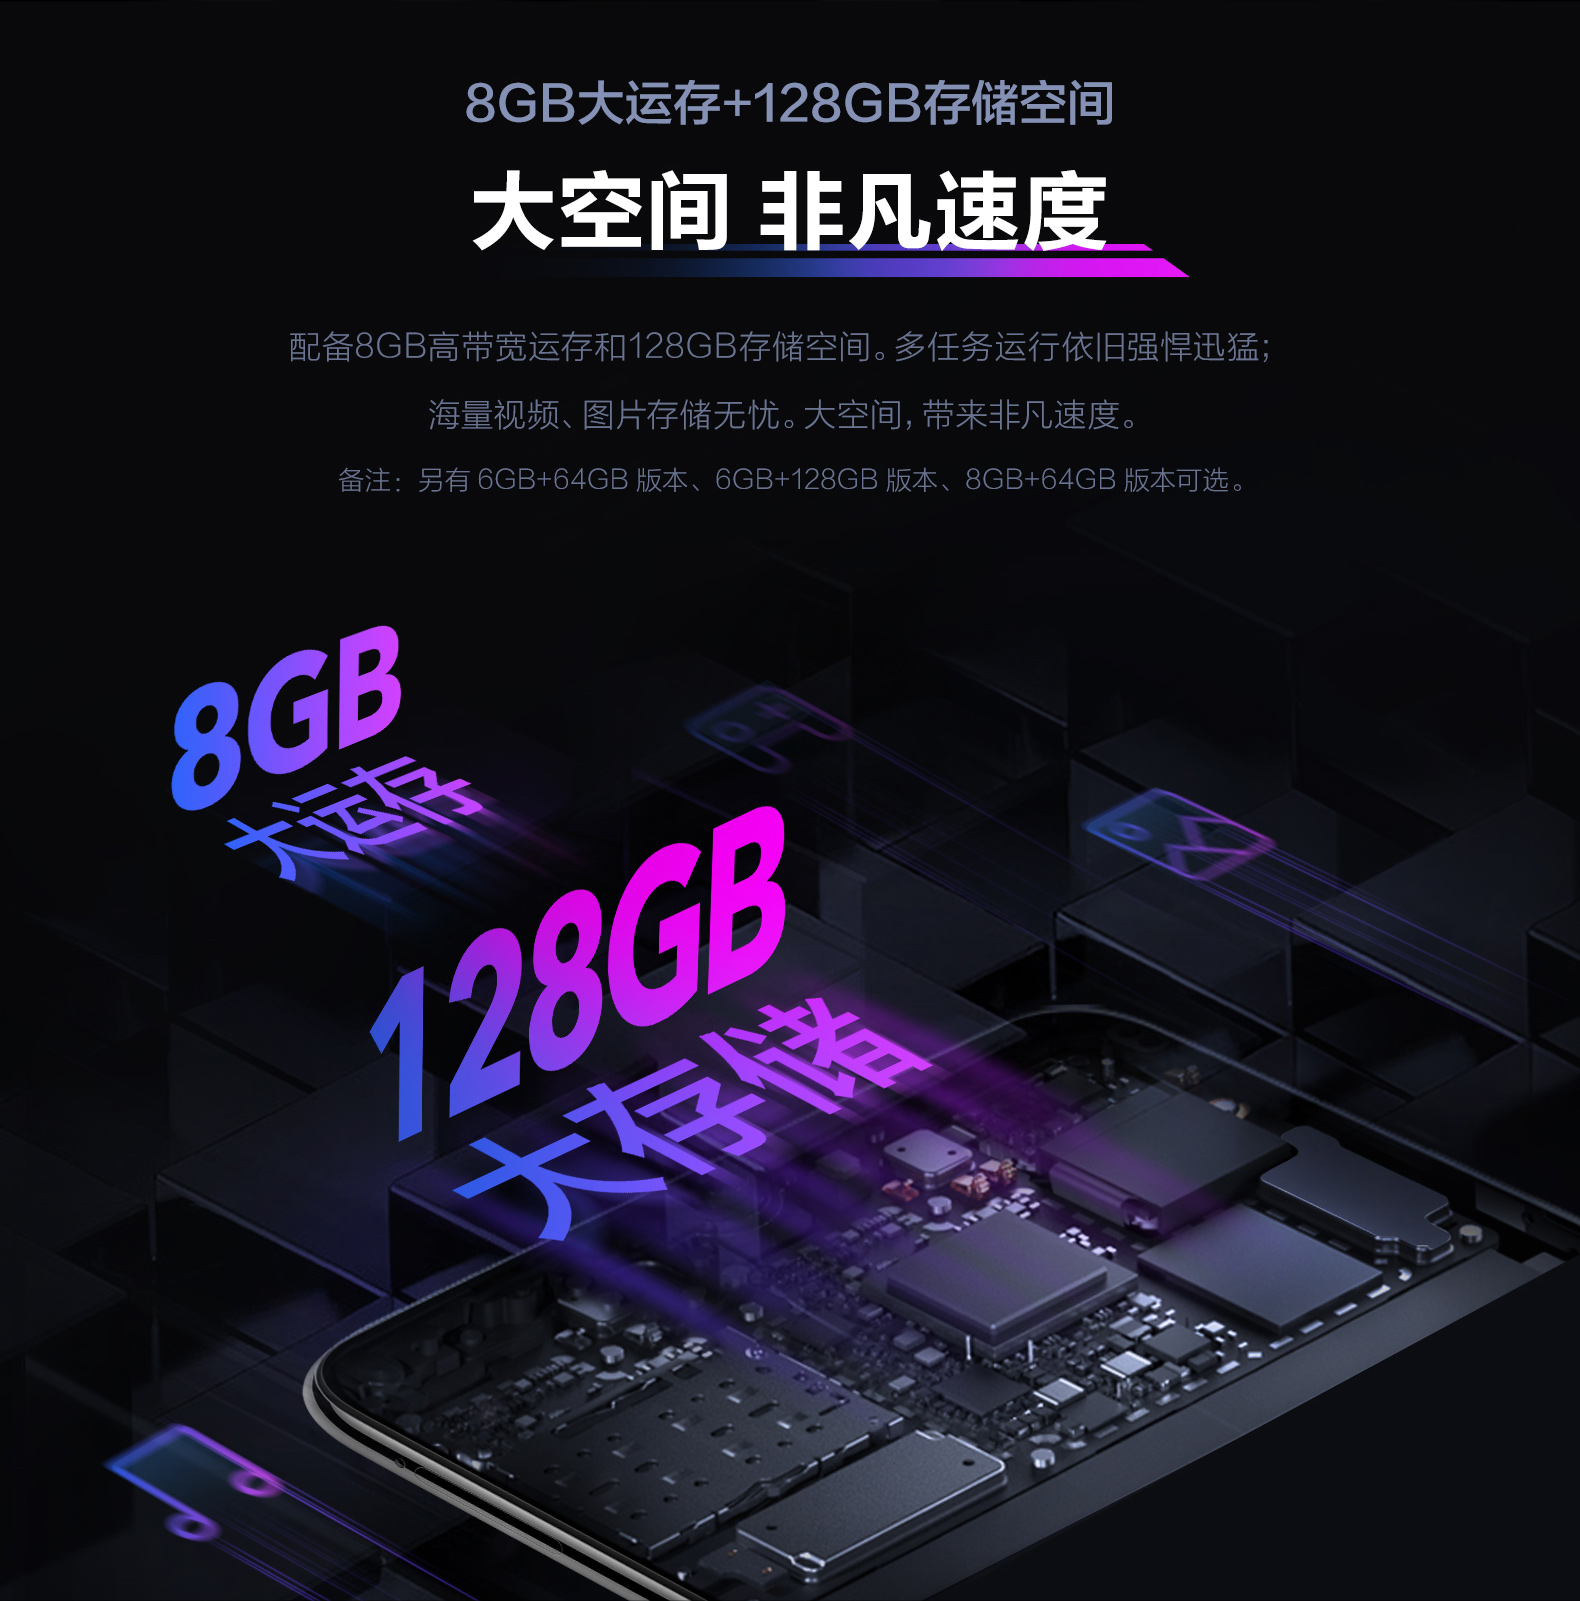 8GB大运存+128GB存储空间
大空间 非凡速度
配备8GB高带宽运存和128GB存储空间。多任务运行依旧强悍迅猛；
海量视频、图片存储无忧。大空间，带来非凡速度。
备注：另有 6GB+64GB 版本、6GB+128GB 版本、8GB+64GB 版本可选。
8GB
大运存
128GB
大存储